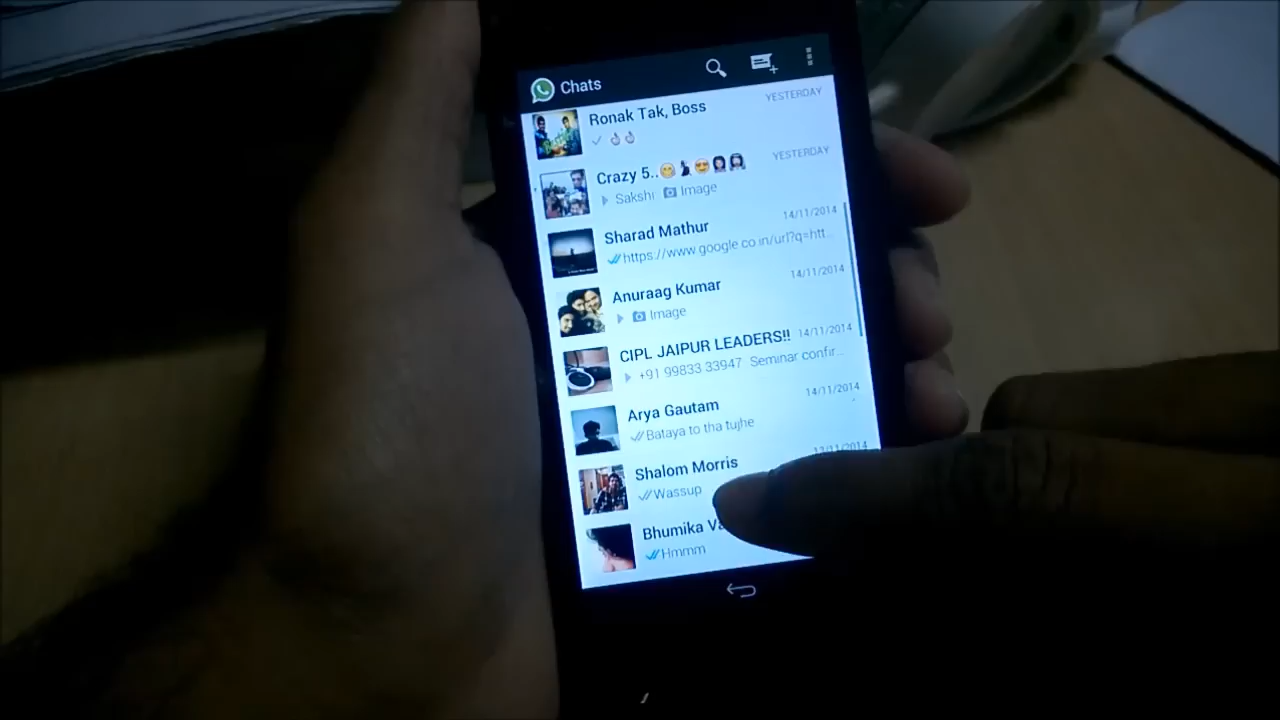 Chats
Ronak Tak, Boss
YESTERDAY
Crazy 5..😁💃😍👩👰
YESTERDAY
Sakshi Image
Sharad Mathur
14/11/2014
https://www.google.co.in/url?q=htt...
Anuraag Kumar
14/11/2014
Image
CIPL JAIPUR LEADERS!!
14/11/2014
+91 99833 33947 Seminar confir...
Arya Gautam
14/11/2014
Bataya to tha tujhe
Shalom Morris
Wassup
Bhumika
Hmmm